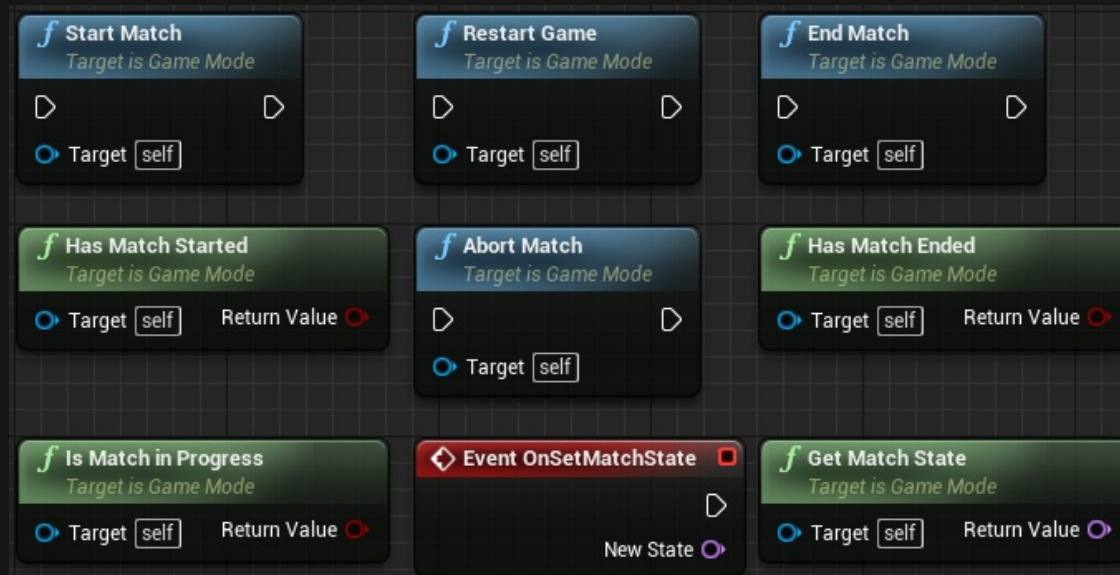 Start Match
Target is Game Mode
Target self
Restart Game
Target is Game Mode
Target self
End Match
Target is Game Mode
Target self
Has Match Started
Target is Game Mode
Target self Return Value
Abort Match
Target is Game Mode
Target self
Has Match Ended
Target is Game Mode
Target self Return Value
Is Match in Progress
Target is Game Mode
Target self Return Value
Event OnSetMatchState
New State
Get Match State
Target is Game Mode
Target self Return Value